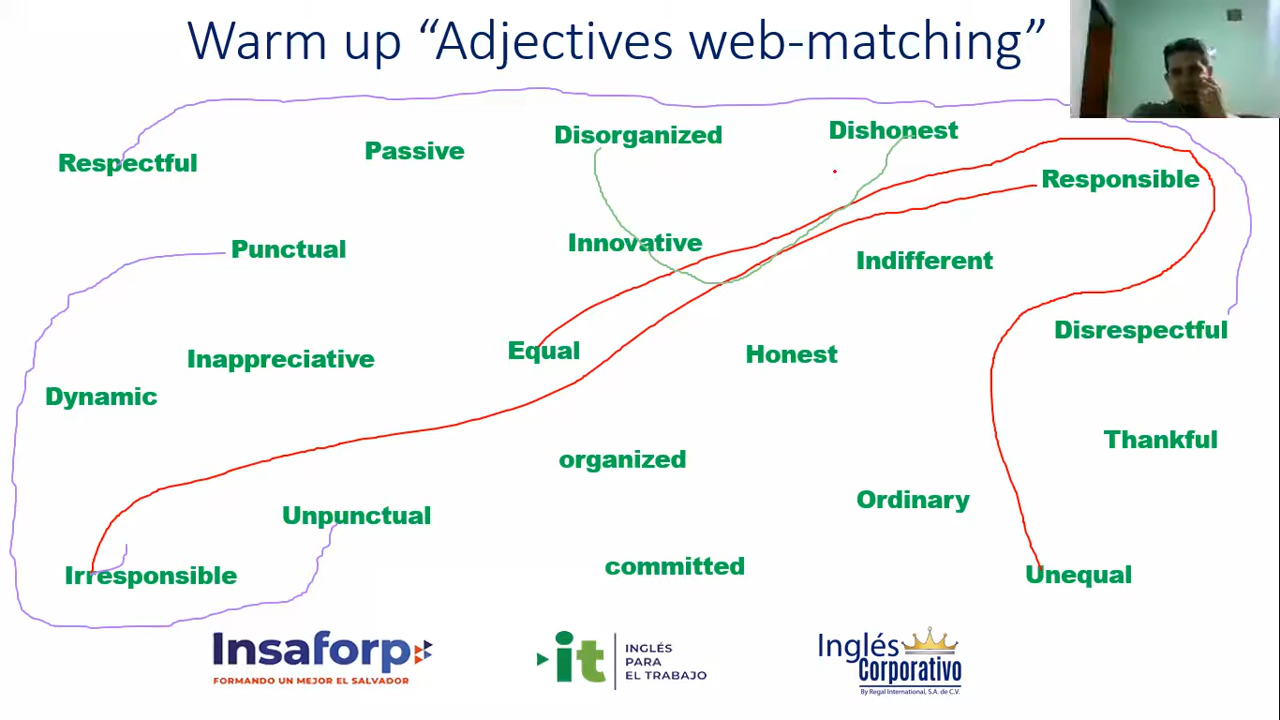 Warm up “Adjectives web-matching”
Respectful
Passive
Disorganized
Dishonest
Responsible
Punctual
Innovative
Indifferent
Disrespectful
Inappreciative
Equal
Honest
Dynamic
Thankful
organized
Ordinary
Unpunctual
committed
Irresponsible
Unequal
Insaforp
FORMANDO UN MEJOR EL SALVADOR
it
INGLÉS
PARA
EL TRABAJO
Inglés
Corporativo
By Regal International, S.A. de C.V.